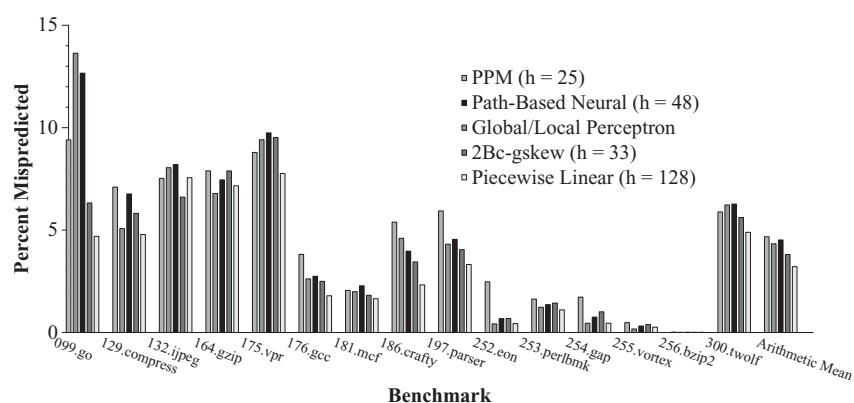 15
10
5
0
Percent Mispredicted
PPM (h = 25)
Path-Based Neural (h = 48)
Global/Local Perceptron
2Bc-gskew (h = 33)
Piecewise Linear (h = 128)
099.go
129.compress
132.ijpeg
164.gzip
175.vpr
176.gcc
181.mcf
186.crafty
197.parser
252.eon
253.perlbmk
254.gap
255.vortex
256.bzip2
300.twolf
Arithmetic Mean
Benchmark